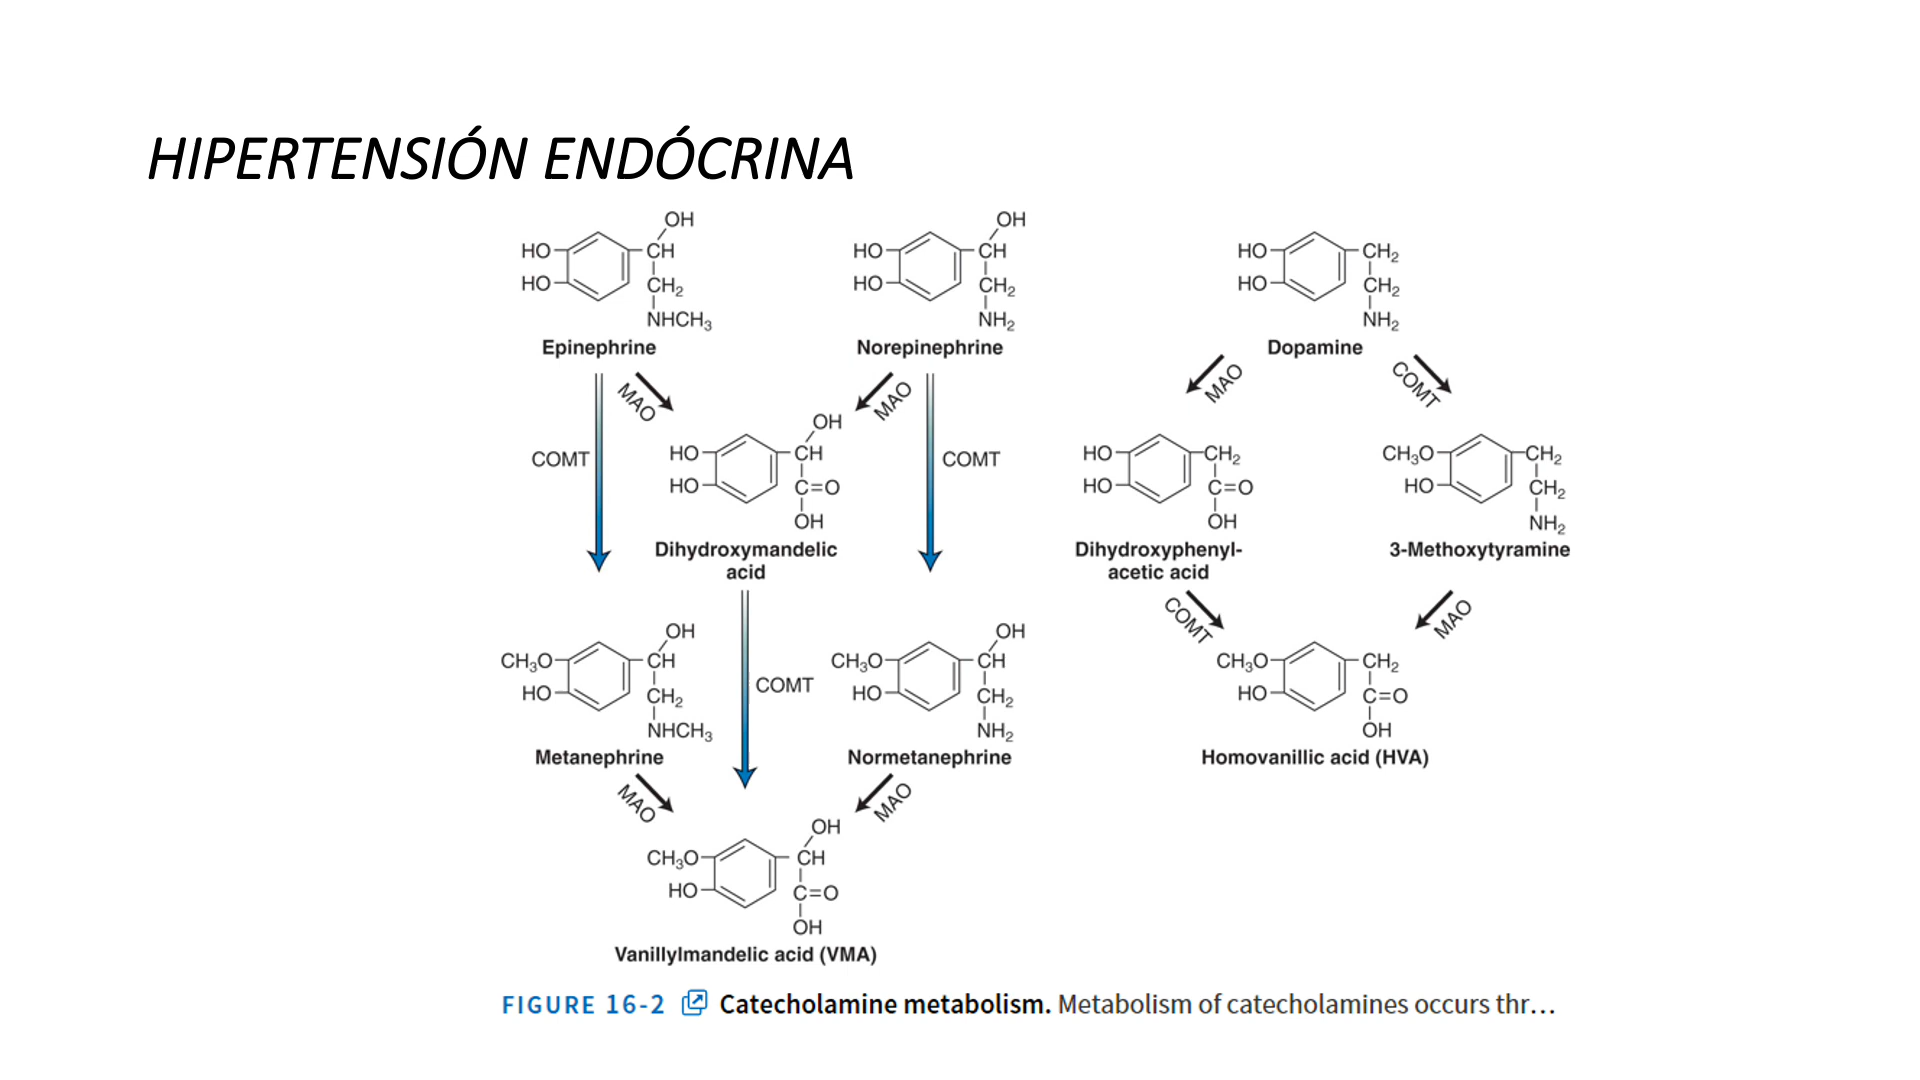 HIPERTENSIÓN ENDÓCRINA
OH
HO
CH
HO
CH₂
NHCH₃
Epinephrine
OH
HO
CH
HO
CH₂
NH₂
Norepinephrine
HO
CH₂
HO
CH₂
NH₂
Dopamine
MAO
MAO
MAO
COMT
COMT
OH
HO
CH
HO
C=O
OH
Dihydroxymandelic
acid
COMT
HO
CH₂
HO
C=O
OH
Dihydroxyphenyl-
acetic acid
CH₃O
CH₂
HO
CH₂
NH₂
3-Methoxytyramine
COMT
MAO
OH
CH₃O
CH
HO
CH₂
NHCH₃
Metanephrine
COMT
OH
CH₃O
CH
HO
CH₂
NH₂
Normetanephrine
CH₃O
CH₂
HO
C=O
OH
Homovanillic acid (HVA)
MAO
MAO
OH
CH₃O
CH
HO
C=O
OH
Vanillylmandelic acid (VMA)
FIGURE 16-2 Catecholamine metabolism. Metabolism of catecholamines occurs thr…